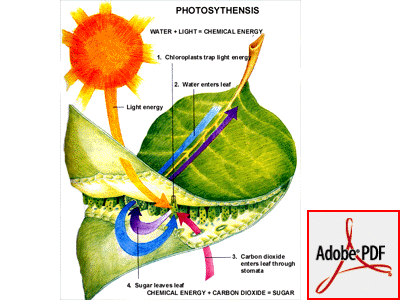 PHOTOSYTHENSIS
WATER + LIGHT = CHEMICAL ENERGY
1. Chloroplasts trap light energy
2. Water enters leaf
Light energy
3. Carbon dioxide
enters leaf through
stomata
4. Sugar leaves leaf
CHEMICAL ENERGY + CARBON DIOXIDE = SUGAR
Adobe PDF